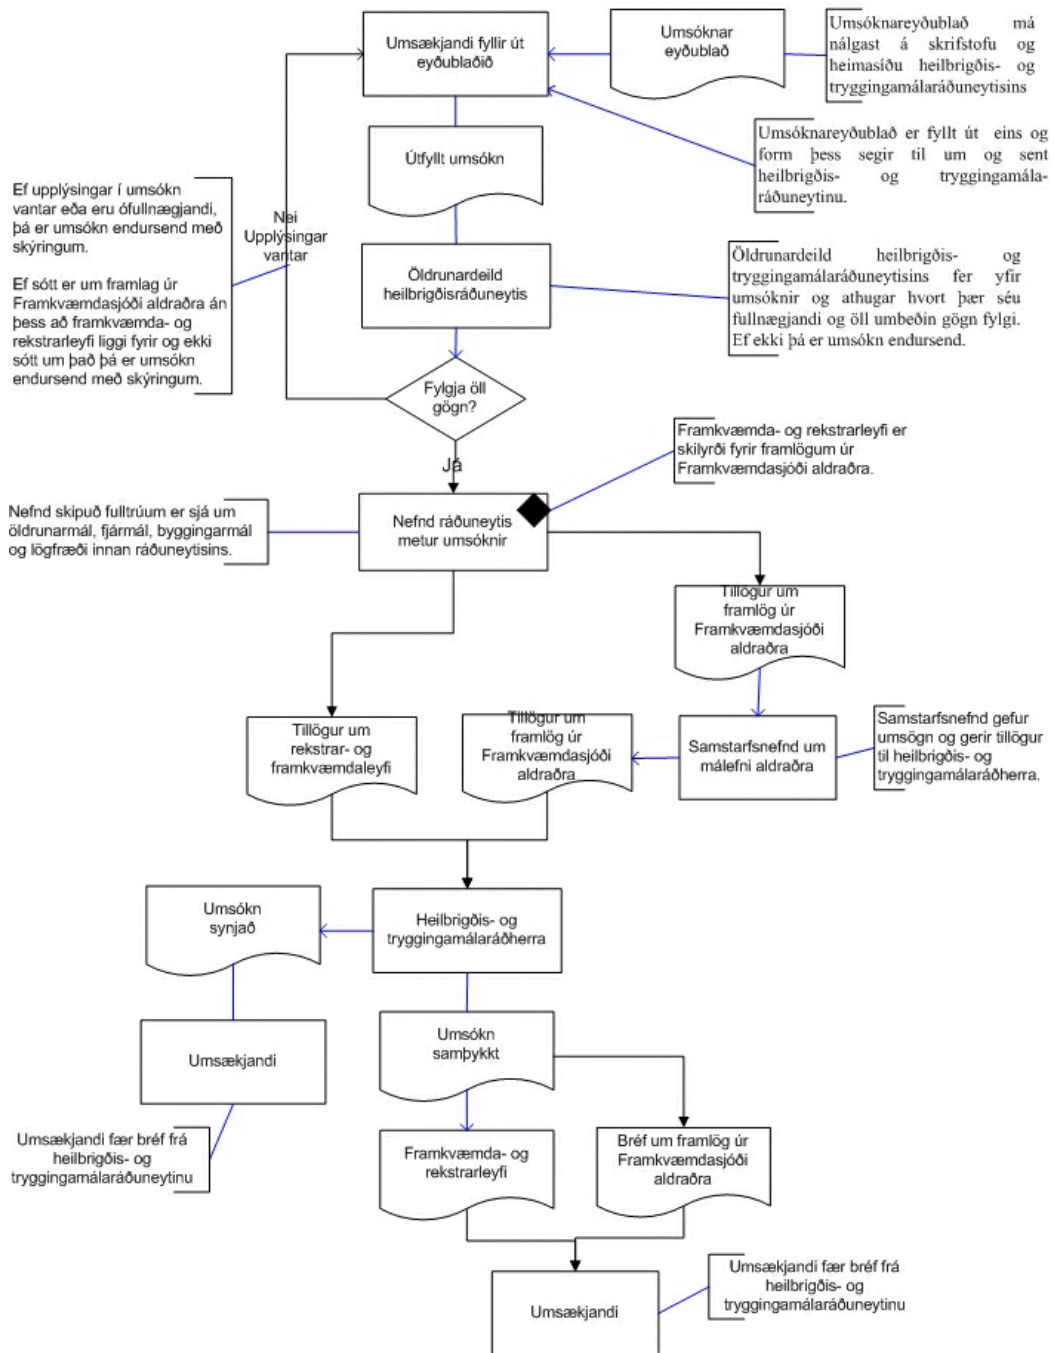 Umsækjandi fyllir út
eyðublaðið
Umsóknar
eyðublað
Umsóknareyðublað má
nálgast á skrifstofu og
heimasíðu heilbrigðis- og
tryggingamálaráðuneytisins
Umsóknareyðublað er fyllt út eins og
form þess segir til um og sent
heilbrigðis- og tryggingamála-
ráðuneytinu.
Útfyllt umsókn
Ef upplýsingar í umsókn
vantar eða eru ófullnægjandi,
þá er umsókn endursend með
skýringum.
Ef sótt er um framlag úr
Framkvæmdasjóði aldraðra án
þess að framkvæmda- og
rekstrarleyfi liggi fyrir og ekki
sótt um það þá er umsókn
endursend með skýringum.
Nei
Upplýsingar
vantar
Öldrunardeild
heilbrigðisráðuneytis
Öldrunardeild heilbrigðis- og
tryggingamálaráðuneytisins fer yfir
umsóknir og athugar hvort þær séu
fullnægjandi og öll umbeðin gögn fylgi.
Ef ekki þá er umsókn endursend.
Fylgja öll
gögn?
Já
Framkvæmda- og rekstrarleyfi er
skilyrði fyrir framlögum úr
Framkvæmdasjóði aldraðra.
Nefnd skipuð fulltrúum er sjá um
öldrunarmál, fjármál, byggingarmál
og lögfræði innan ráðuneytisins.
Nefnd ráðuneytis
metur umsóknir
Tillögur um
framlög úr
Framkvæmdasjóði
aldraðra
Tillögur um
rekstrar- og
framkvæmdaleyfi
Tillögur um
framlög úr
Framkvæmdasjóði
aldraðra
Samstarfsnefnd um
málefni aldraðra
Samstarfsnefnd gefur
umsögn og gerir tillögur
til heilbrigðis- og
tryggingamálaráðherra.
Umsókn
synjað
Heilbrigðis- og
tryggingamálaráðherra
Umsækjandi
Umsókn
samþykkt
Umsækjandi fær bréf frá
heilbrigðis- og
tryggingamálaráðuneytinu
Framkvæmda- og
rekstrarleyfi
Bréf um framlög úr
Framkvæmdasjóði
aldraðra
Umsækjandi
Umsækjandi fær bréf frá
heilbrigðis- og
tryggingamálaráðuneytinu